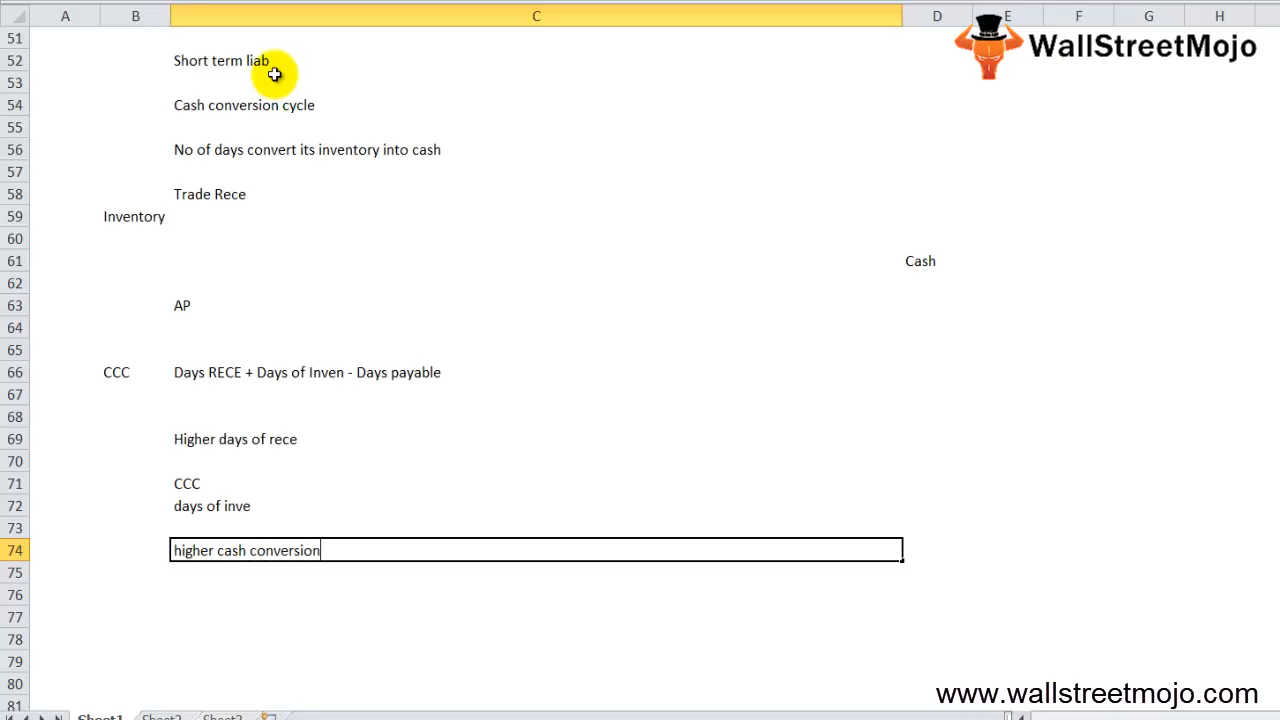 A B C D E F G H
WallStreetMojo
51
52 Short term liab
53
54 Cash conversion cycle
55
56 No of days convert its inventory into cash
57
58 Trade Rece
59 Inventory
60
61 Cash
62
63 AP
64
65
66 CCC Days RECE + Days of Inven - Days payable
67
68
69 Higher days of rece
70
71 CCC
72 days of inve
73
74 higher cash conversion
75
76
77
78
79
80
81
www.wallstreetmojo.com
Sheet1 Sheet2 Sheet3